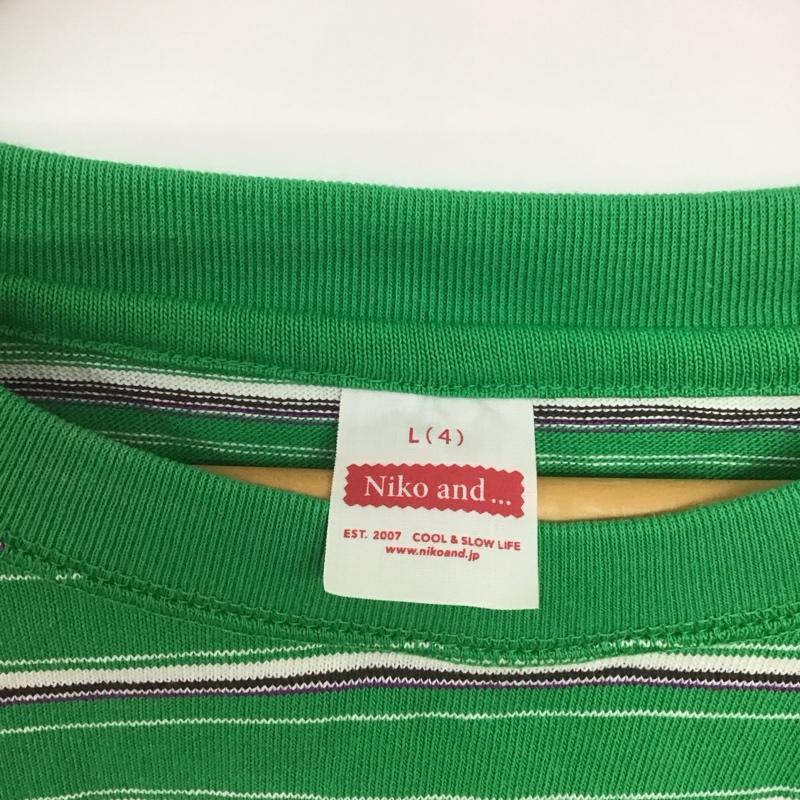 L(4)
Niko and...
EST. 2007 COOL & SLOW LIFE
www.nikoand.jp